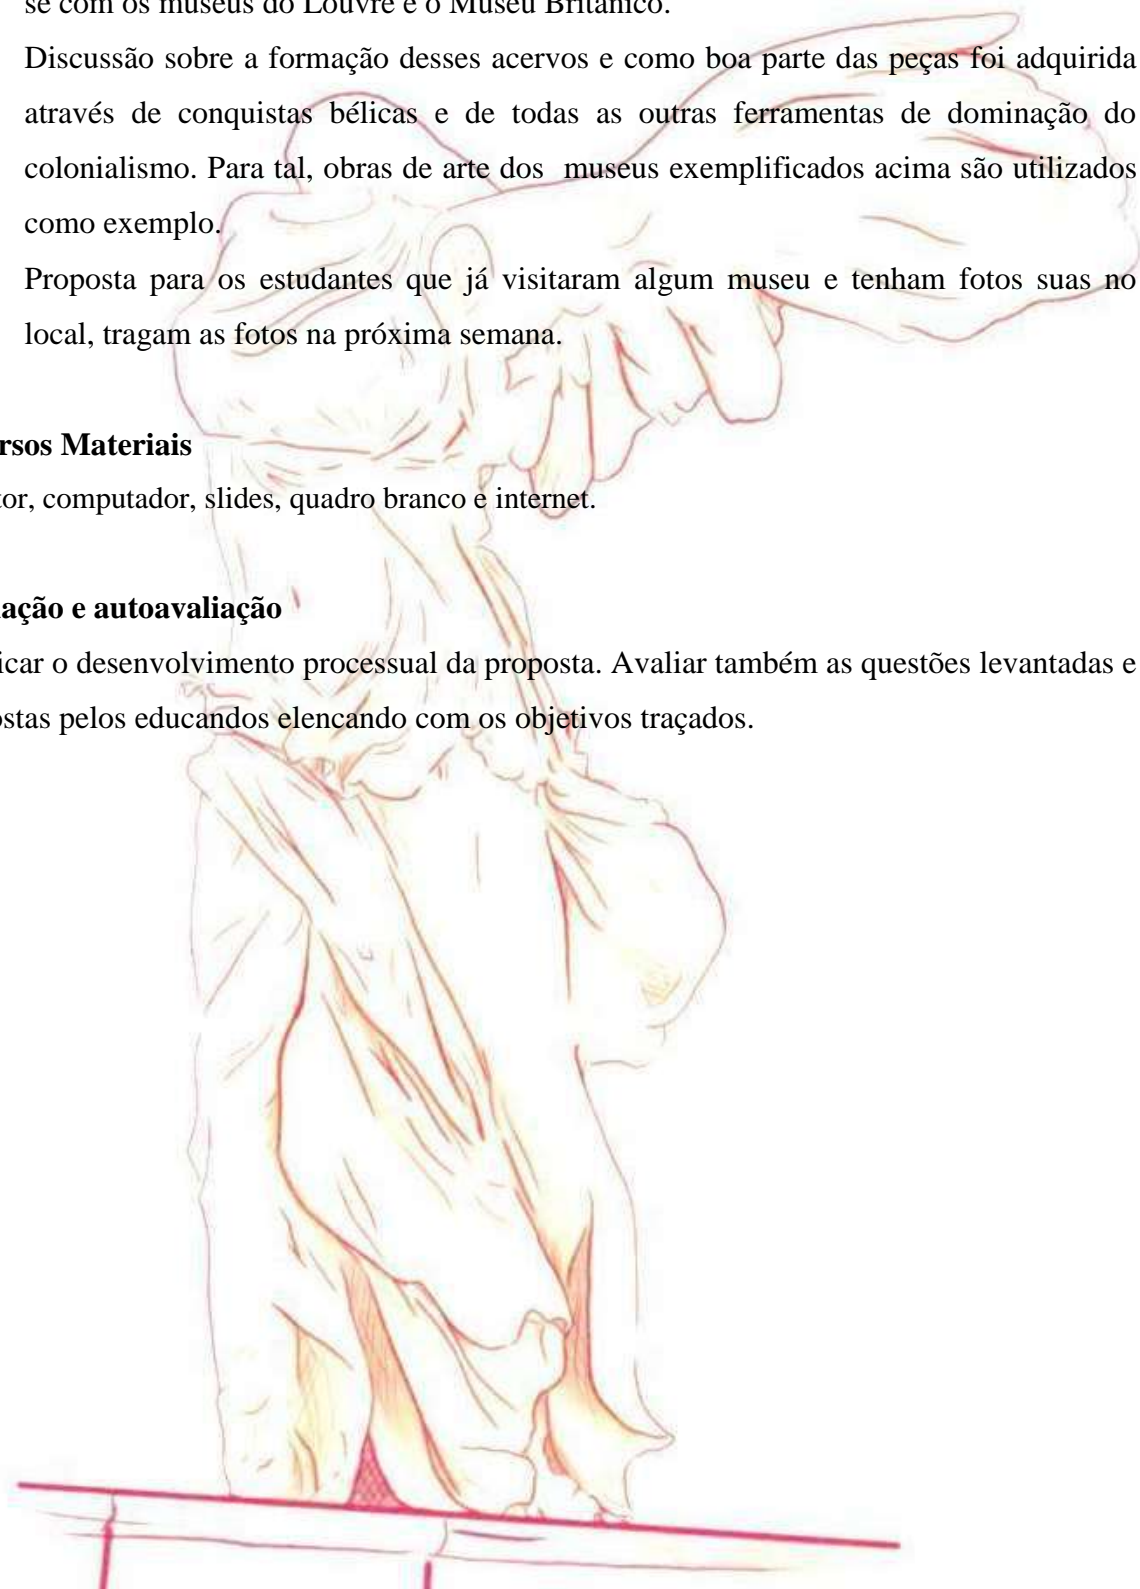 se com os museus do Louvre e o Museu Britânico.
Discussão sobre a formação desses acervos e como boa parte das peças foi adquirida
através de conquistas bélicas e de todas as outras ferramentas de dominação do
colonialismo. Para tal, obras de arte dos museus exemplificados acima são utilizados
como exemplo.
Proposta para os estudantes que já visitaram algum museu e tenham fotos suas no
local, tragam as fotos na próxima semana.
rsos Materiais
tor, computador, slides, quadro branco e internet.
ação e autoavaliação
icar o desenvolvimento processual da proposta. Avaliar também as questões levantadas e
ostas pelos educandos elencando com os objetivos traçados.